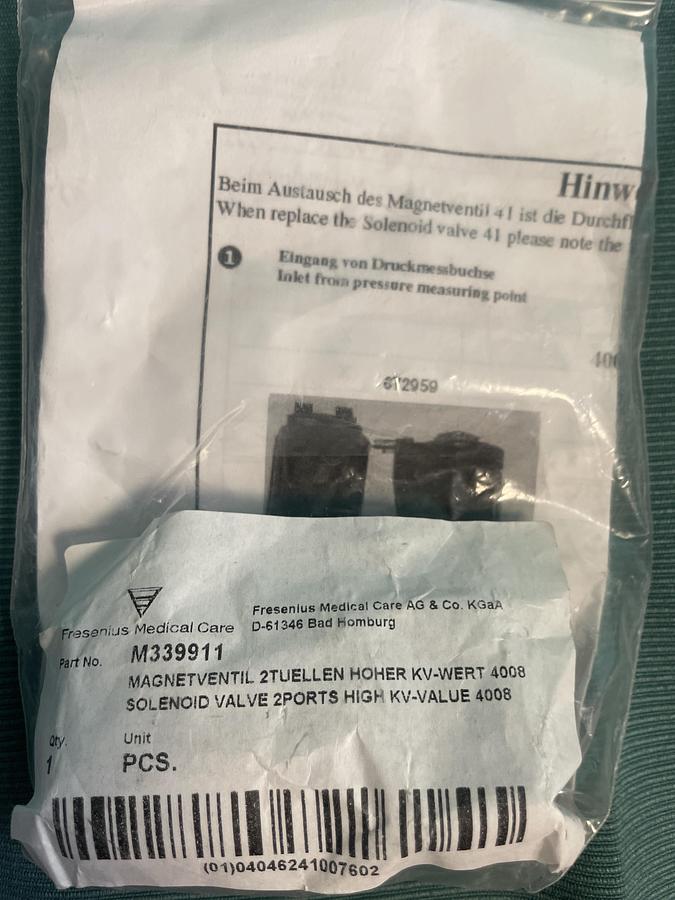 Hinw
Beim Austausch des Magnetventil 41 ist die Durchfl
When replace the Solenoid valve 41 please note the
1
Eingang von Druckmessbuchse
Inlet from pressure measuring point
400
672959
Fresenius Medical Care
Fresenius Medical Care AG & Co. KGaA
D-61346 Bad Homburg
Part No. M339911
MAGNETVENTIL 2TUELLEN HOHER KV-WERT 4008
SOLENOID VALVE 2PORTS HIGH KV-VALUE 4008
Qty. Unit
1 PCS.
(01)04046241007602